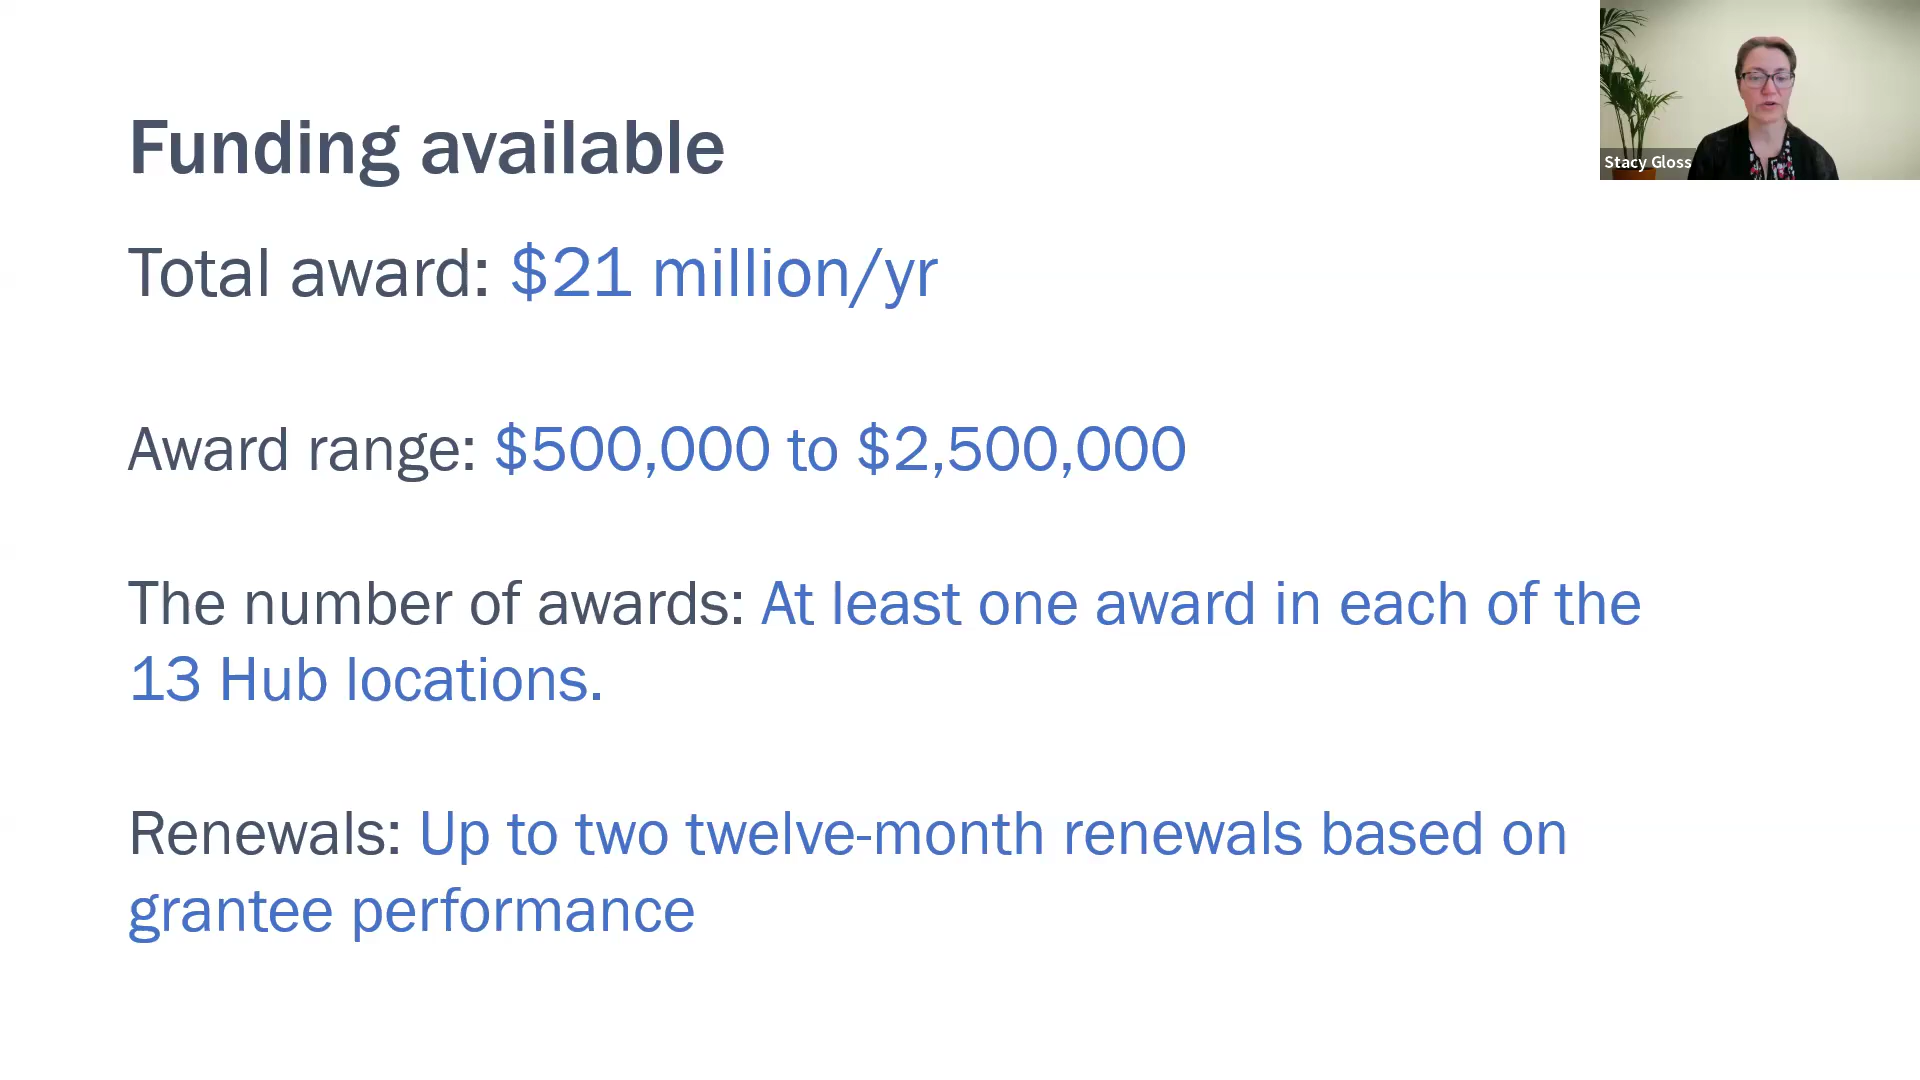 Funding available
Total award: $21 million/yr
Award range: $500,000 to $2,500,000
The number of awards: At least one award in each of the
13 Hub locations.
Renewals: Up to two twelve-month renewals based on
grantee performance
Stacy Gloss